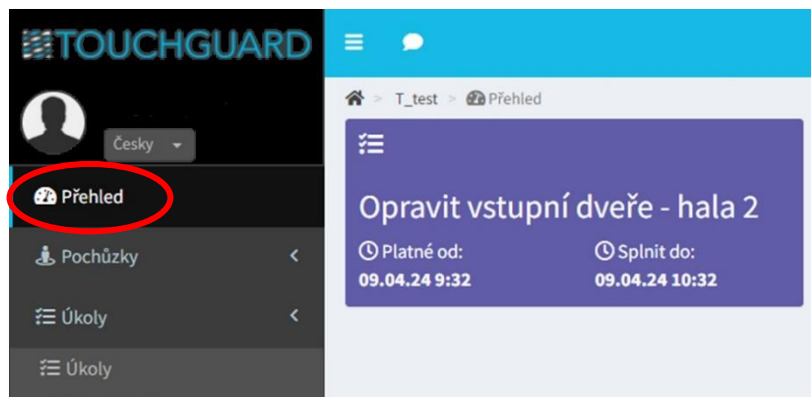 TOUCHGUARD
Česky
Přehled
Pochůzky
Úkoly
Úkoly
T_test > Přehled
Opravit vstupní dveře - hala 2
Platné od: Splnit do:
09.04.24 9:32 09.04.24 10:32